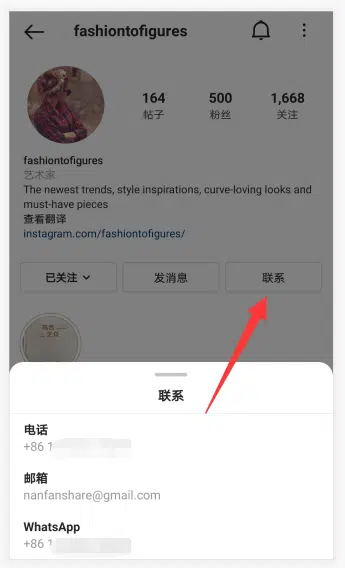 fashiontofigures
164
500
1,668
帖子
粉丝
关注
fashiontofigures
艺术家
The newest trends, style inspirations, curve-loving looks and
must-have pieces
查看翻译
instagram.com/fashiontofigures/
已关注
发消息
联系
联系
电话
+86 1
邮箱
nanfanshare@gmail.com
WhatsApp
+86 1